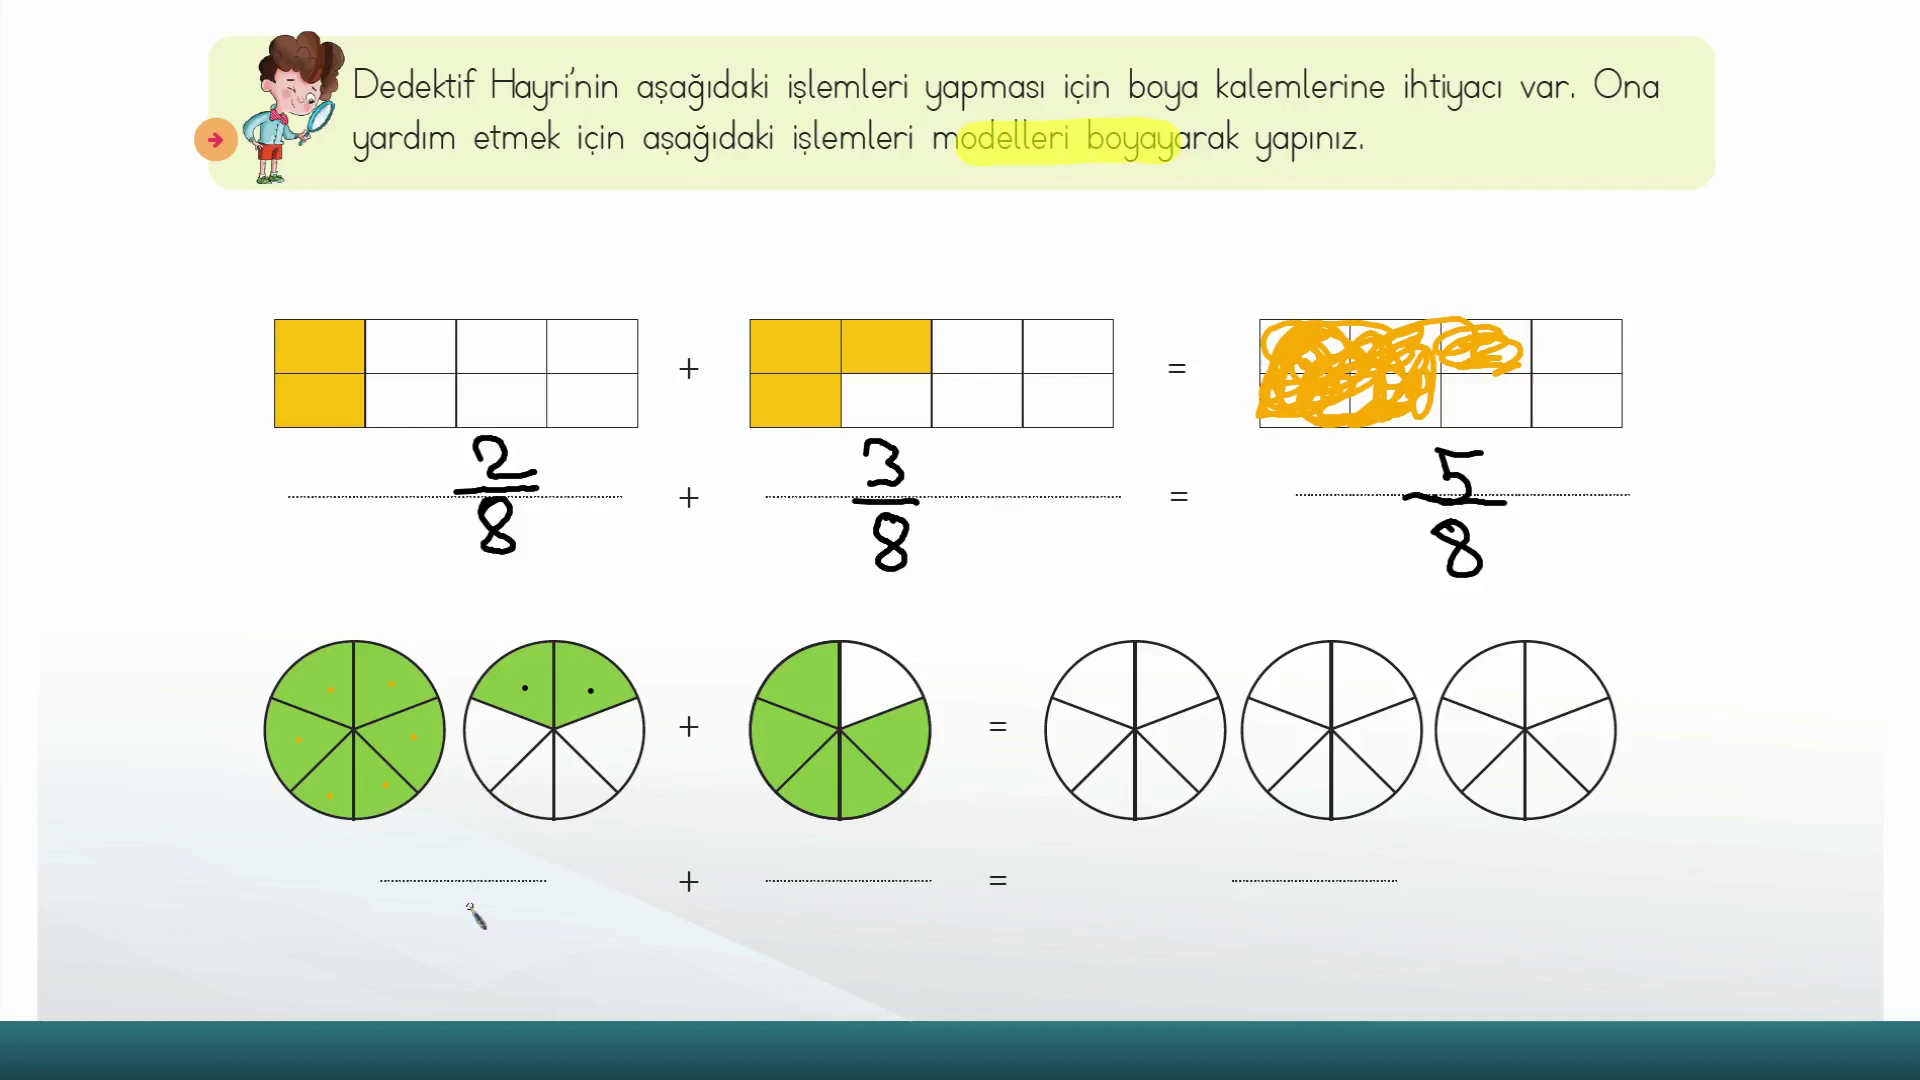 Dedektif Hayri'nin aşağıdaki işlemleri yapması için boya kalemlerine ihtiyacı var. Ona
yardım etmek için aşağıdaki işlemleri modelleri boyayarak yapınız.
+ =
2/8 + 3/8 = 5/8
+ =
+ =